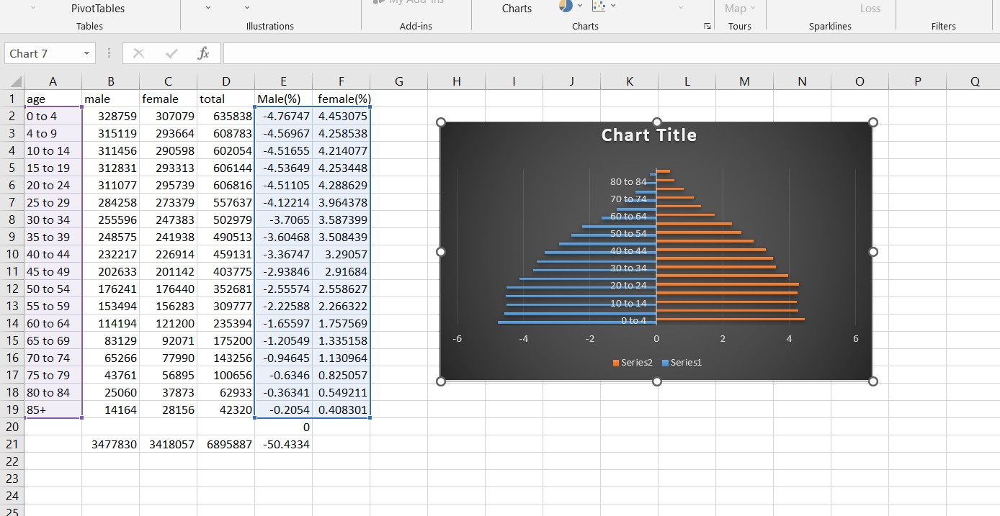 PivotTables Charts Map Loss
Tables Illustrations Add-ins Charts Tours Sparklines Filters
Chart 7 fx
A B C D E F G H I J K L M N O P Q
1 age male female total Male(%) female(%)
2 0 to 4 328759 307079 635838 -4.76747 4.453075
3 4 to 9 315119 293664 608783 -4.56967 4.258538
4 10 to 14 311456 290598 602054 -4.51655 4.214077
5 15 to 19 312831 293313 606144 -4.53649 4.253448
6 20 to 24 311077 295739 606816 -4.51105 4.288629
7 25 to 29 284258 273379 557637 -4.12214 3.964378
8 30 to 34 255596 247383 502979 -3.7065 3.587399
9 35 to 39 248575 241938 490513 -3.60468 3.508439
10 40 to 44 232217 226914 459131 -3.36747 3.29057
11 45 to 49 202633 201142 403775 -2.93846 2.91684
12 50 to 54 176241 176440 352681 -2.55574 2.558627
13 55 to 59 153494 156283 309777 -2.22588 2.266322
14 60 to 64 114194 121200 235394 -1.65597 1.757569
15 65 to 69 83129 92071 175200 -1.20549 1.335158
16 70 to 74 65266 77990 143256 -0.94645 1.130964
17 75 to 79 43761 56895 100656 -0.6346 0.825057
18 80 to 84 25060 37873 62933 -0.36341 0.549211
19 85+ 14164 28156 42320 -0.2054 0.408301
20 0
21 3477830 3418057 6895887 -50.4334
22
23
24
25
Chart Title
80 to 84
70 to 74
60 to 64
50 to 54
40 to 44
30 to 34
20 to 24
10 to 14
0 to 4
-6 -4 -2 0 2 4 6
Series2 Series1